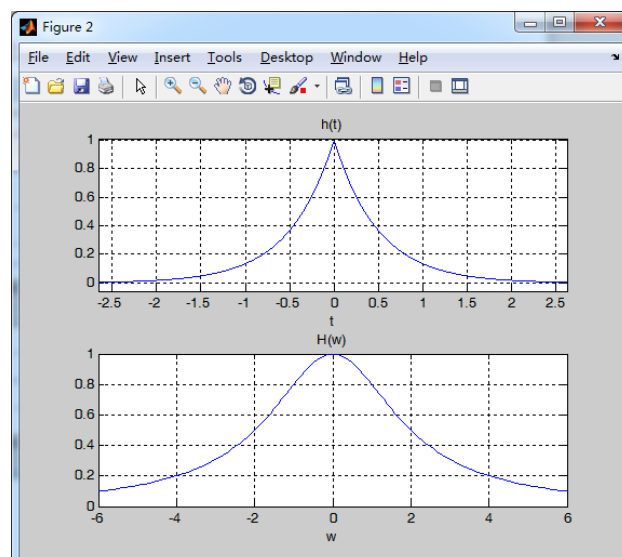 Figure 2
File Edit View Insert Tools Desktop Window Help
h(t)
1
0.8
0.6
0.4
0.2
0
-2.5 -2 -1.5 -1 -0.5 0 0.5 1 1.5 2 2.5
t
H(w)
1
0.8
0.6
0.4
0.2
0
-6 -4 -2 0 2 4 6
w